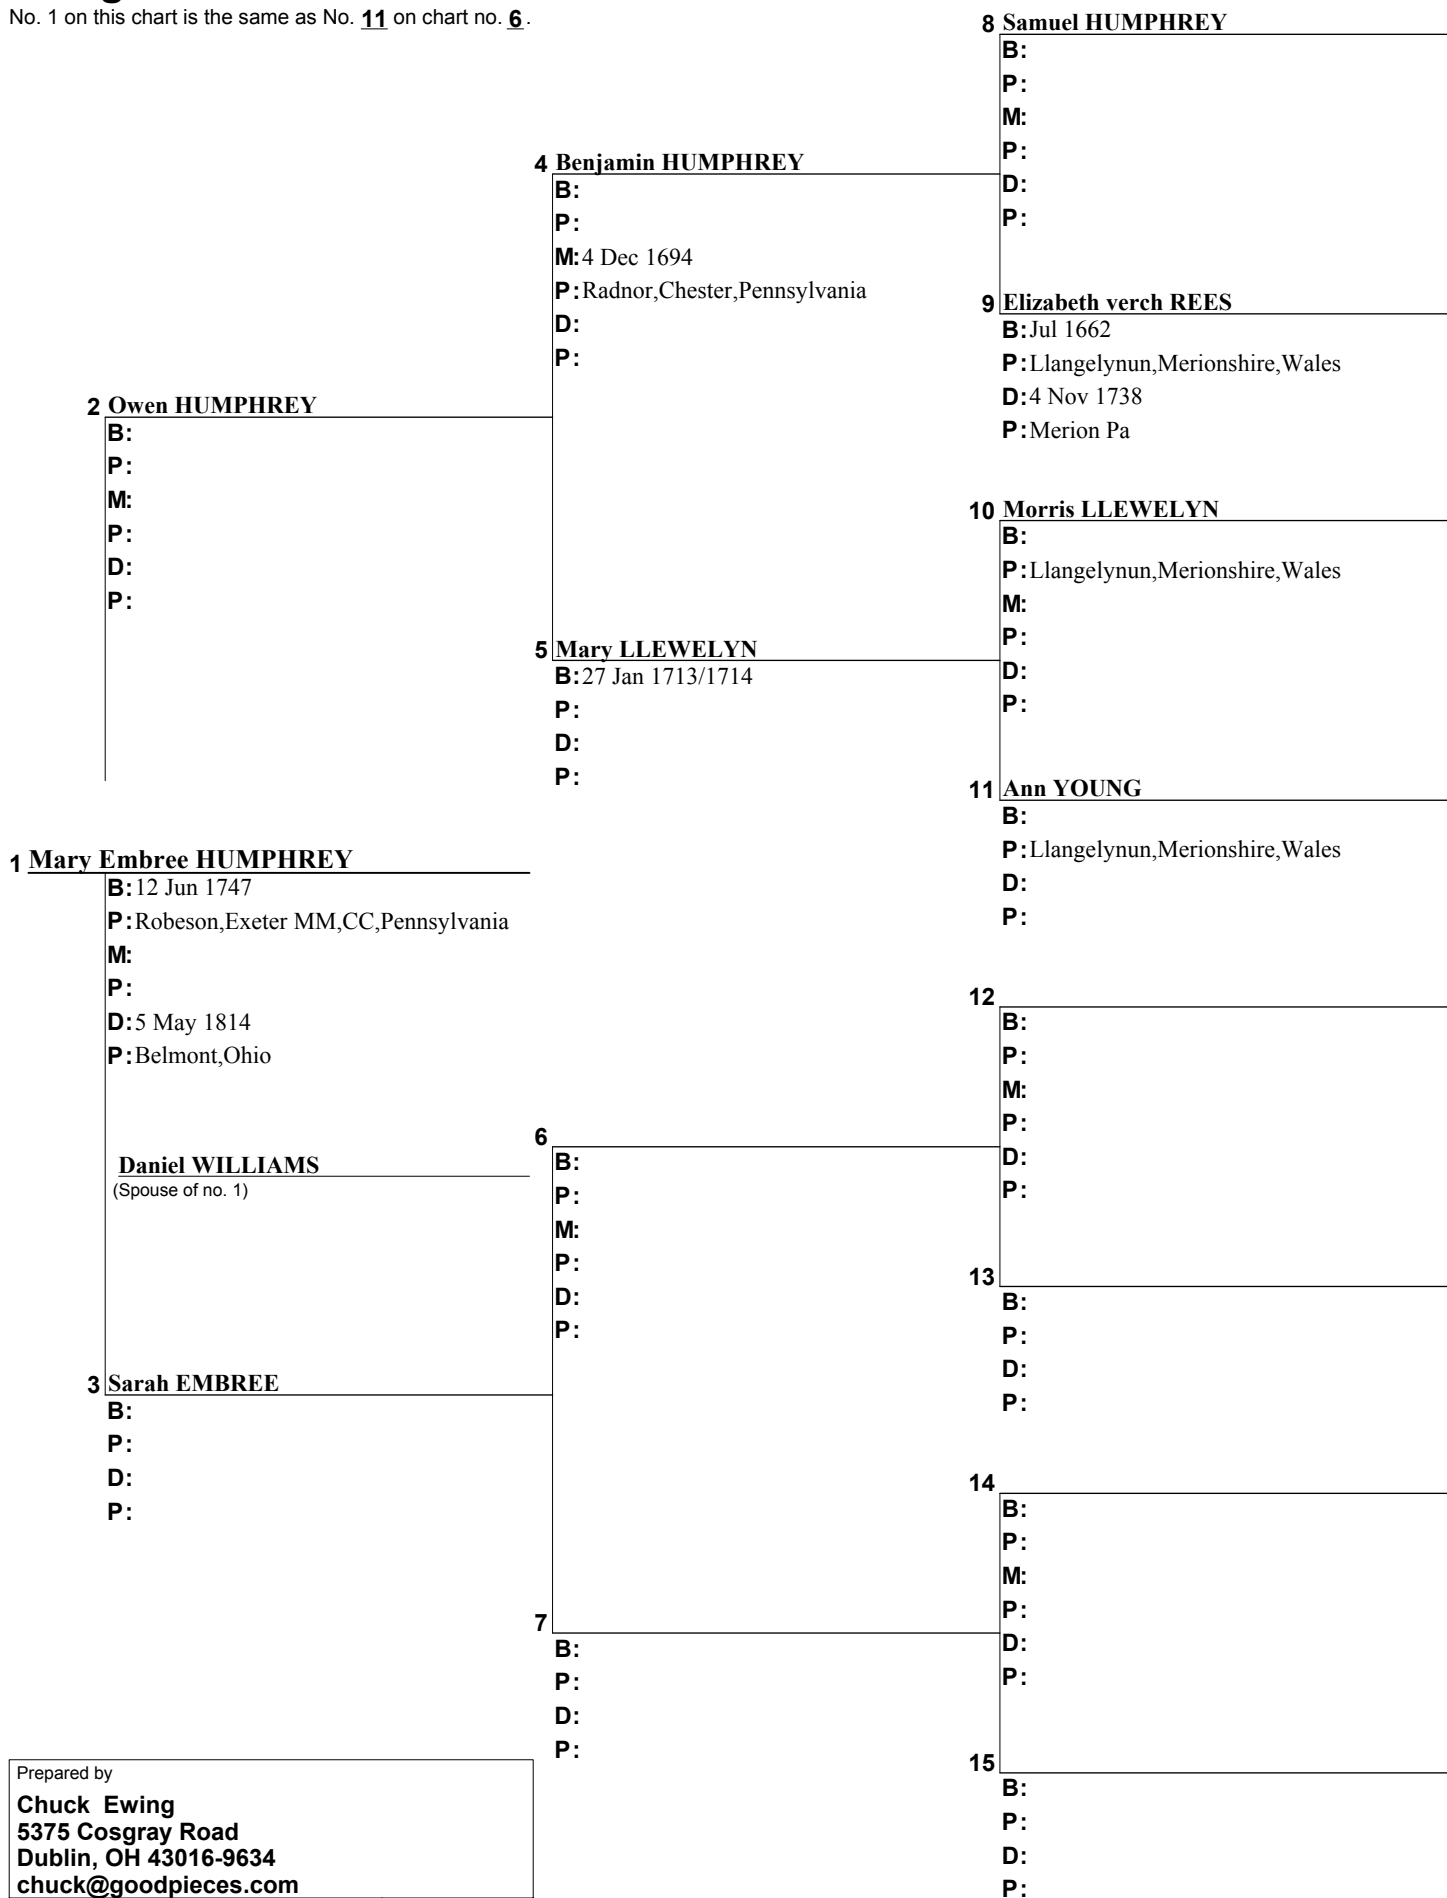 No. 1 on this chart is the same as No. 11 on chart no. 6.
8 Samuel HUMPHREY
B:
P:
M:
P:
D:
P:
4 Benjamin HUMPHREY
B:
P:
M: 4 Dec 1694
P: Radnor,Chester,Pennsylvania
D:
P:
9 Elizabeth verch REES
B: Jul 1662
P: Llangelynun,Merionshire,Wales
D: 4 Nov 1738
P: Merion Pa
2 Owen HUMPHREY
B:
P:
M:
P:
D:
P:
10 Morris LLEWELYN
B:
P: Llangelynun,Merionshire,Wales
M:
P:
D:
P:
5 Mary LLEWELYN
B: 27 Jan 1713/1714
P:
D:
P:
11 Ann YOUNG
B:
P: Llangelynun,Merionshire,Wales
D:
P:
1 Mary Embree HUMPHREY
B: 12 Jun 1747
P: Robeson,Exeter MM,CC,Pennsylvania
M:
P:
D: 5 May 1814
P: Belmont,Ohio
Daniel WILLIAMS
(Spouse of no. 1)
12
B:
P:
M:
P:
D:
P:
6
B:
P:
M:
P:
D:
P:
13
B:
P:
D:
P:
3 Sarah EMBREE
B:
P:
D:
P:
14
B:
P:
M:
P:
D:
P:
7
B:
P:
D:
P:
15
B:
P:
D:
P:
Prepared by
Chuck Ewing
5375 Cosgray Road
Dublin, OH 43016-9634
chuck@goodpieces.com